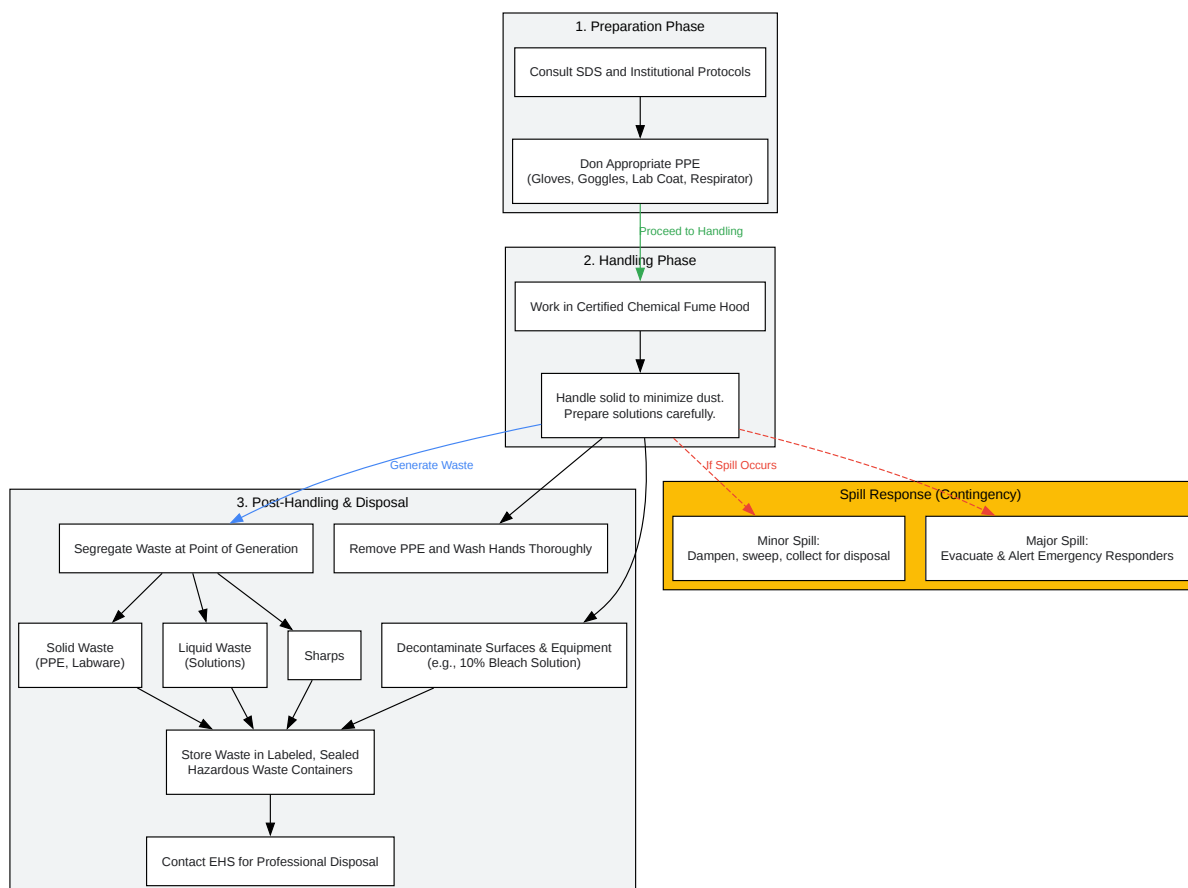 1. Preparation Phase
Consult SDS and Institutional Protocols
Don Appropriate PPE
(Gloves, Goggles, Lab Coat, Respirator)
Proceed to Handling
2. Handling Phase
Work in Certified Chemical Fume Hood
Handle solid to minimize dust.
Prepare solutions carefully.
Generate Waste
If Spill Occurs
3. Post-Handling & Disposal
Segregate Waste at Point of Generation
Remove PPE and Wash Hands Thoroughly
Solid Waste
(PPE, Labware)
Liquid Waste
(Solutions)
Sharps
Decontaminate Surfaces & Equipment
(e.g., 10% Bleach Solution)
Store Waste in Labeled, Sealed
Hazardous Waste Containers
Contact EHS for Professional Disposal
Spill Response (Contingency)
Minor Spill:
Dampen, sweep, collect for disposal
Major Spill:
Evacuate & Alert Emergency Responders